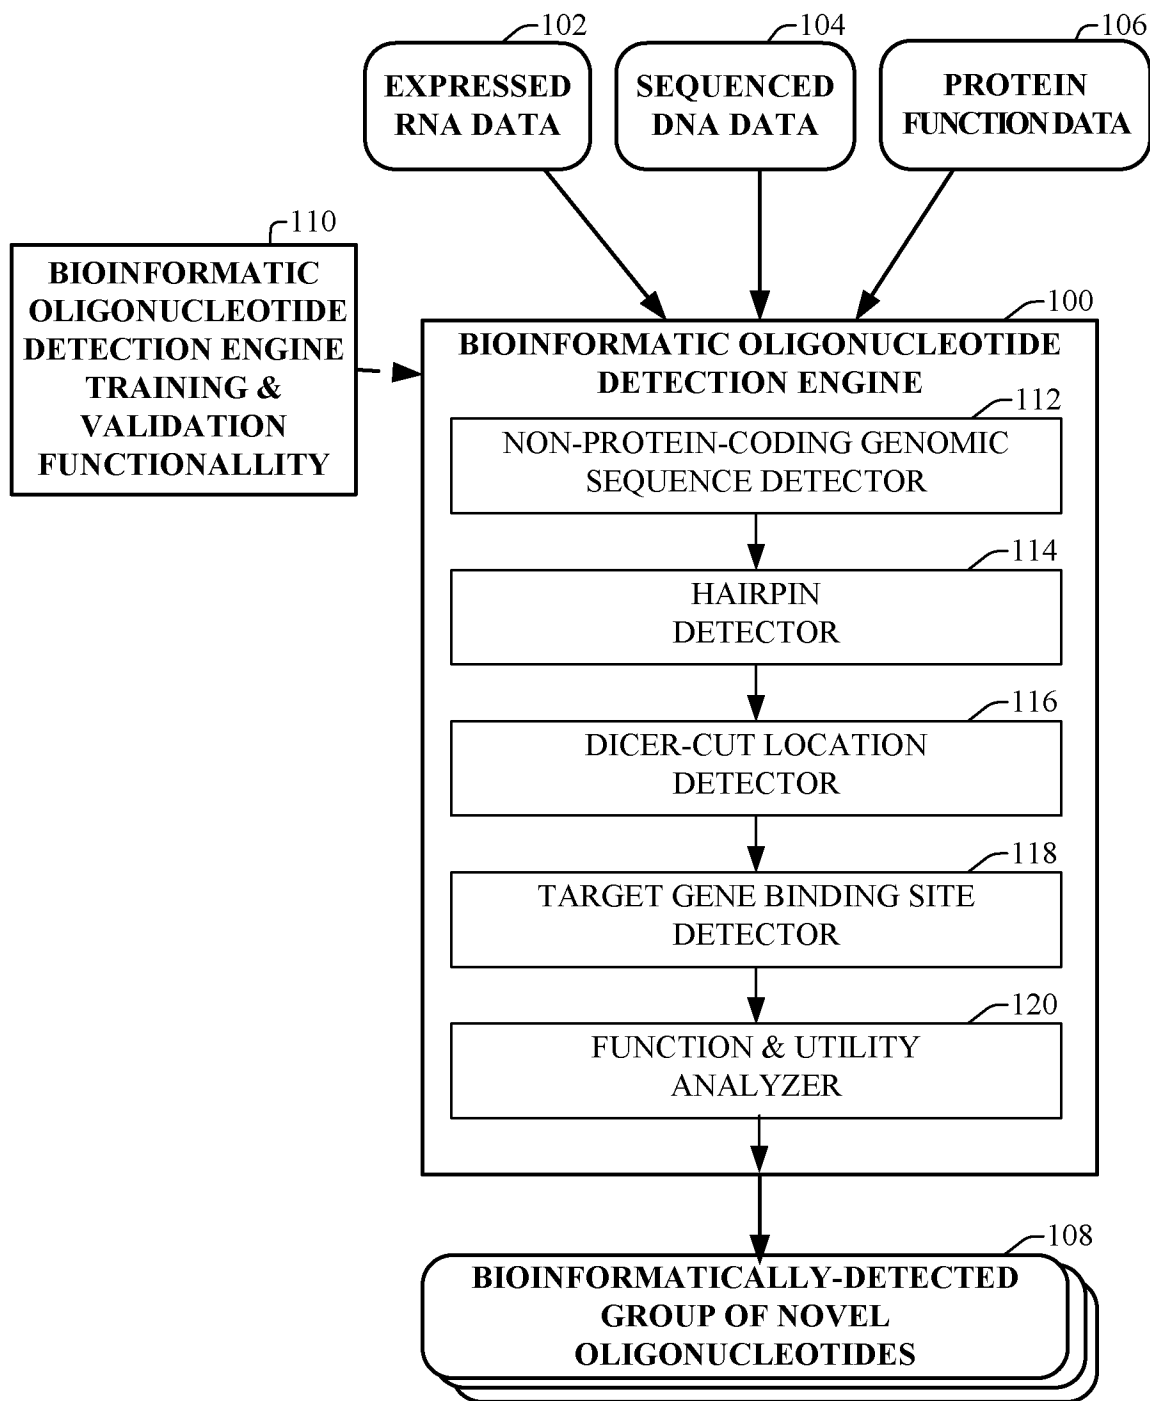 102
EXPRESSED
RNA DATA
104
SEQUENCED
DNA DATA
106
PROTEIN
FUNCTION DATA
110
BIOINFORMATIC
OLIGONUCLEOTIDE
DETECTION ENGINE
TRAINING &
VALIDATION
FUNCTIONALLITY
100
BIOINFORMATIC OLIGONUCLEOTIDE
DETECTION ENGINE
112
NON-PROTEIN-CODING GENOMIC
SEQUENCE DETECTOR
114
HAIRPIN
DETECTOR
116
DICER-CUT LOCATION
DETECTOR
118
TARGET GENE BINDING SITE
DETECTOR
120
FUNCTION & UTILITY
ANALYZER
108
BIOINFORMATICALLY-DETECTED
GROUP OF NOVEL
OLIGONUCLEOTIDES